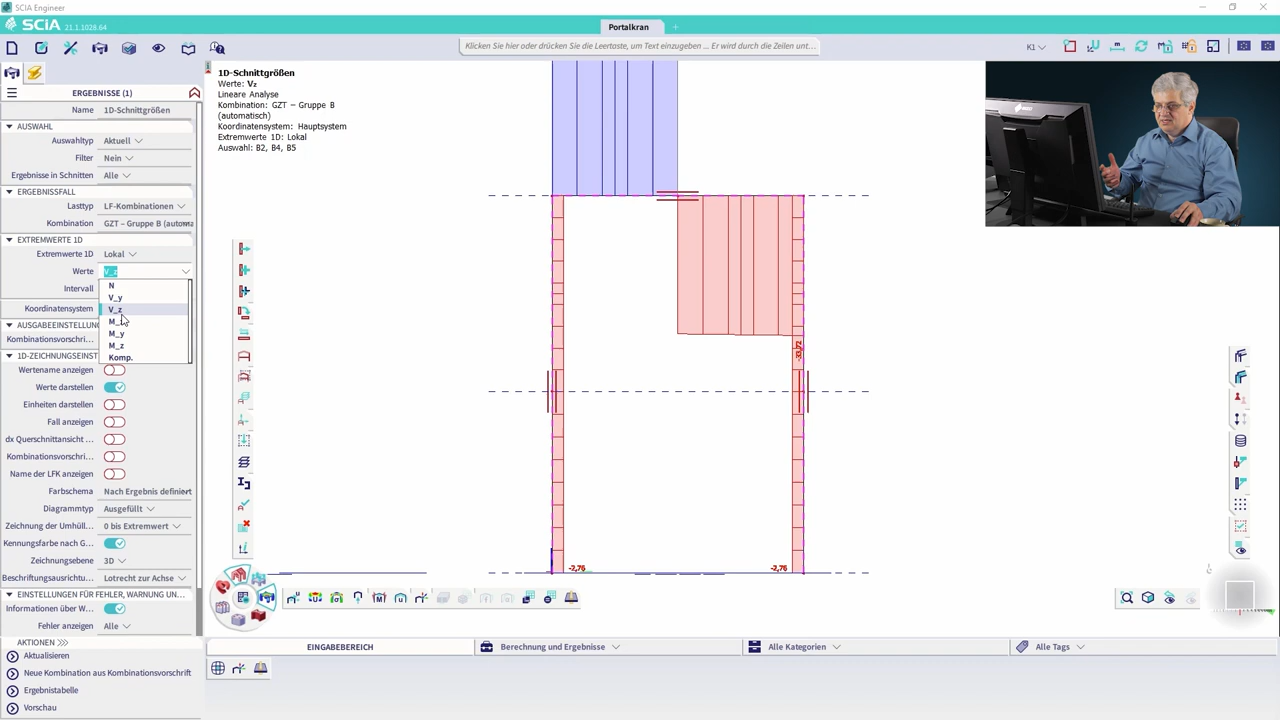 SCIA Engineer
SCIA 21.1.1028.64
Portalkran
Klicken Sie hier oder drücken Sie die Leertaste, um Text einzugeben ... Er wird durch die Zeilen unt...
K1
ERGEBNISSE (1)
Name 1D-Schnittgrößen
AUSWAHL
Auswahltyp Aktuell
Filter Nein
Ergebnisse in Schnitten Alle
ERGEBNISFALL
Lasttyp LF-Kombinationen
Kombination GZT – Gruppe B
EXTREMWERTE 1D
Extremwerte 1D Lokal
Werte V_z
Intervall
Koordinatensystem
N
V_y
V_z
M_y
M_z
Komp.
AUSGABEEINSTELLUNG
Kombinationsvorschri...
1D-ZEICHNUNGSEINST
Wertename anzeigen
Werte darstellen
Einheiten darstellen
Fall anzeigen
dx Querschnittansicht ...
Kombinationsvorschri...
Name der LFK anzeigen
Farbschema Nach Ergebnis definiert
Diagrammtyp Ausgefüllt
Zeichnung der Umhüll... 0 bis Extremwert
Kennungsfarbe nach G...
Zeichnungsebene 3D
Beschriftungsausrichtu... Lotrecht zur Achse
EINSTELLUNGEN FÜR FEHLER, WARNUNG UN...
Informationen über W...
Fehler anzeigen Alle
AKTIONEN >>>
Aktualisieren
Neue Kombination aus Kombinationsvorschrift
Ergebnistabelle
Vorschau
1D-Schnittgrößen
Werte: Vz
Lineare Analyse
Kombination: GZT – Gruppe B
(automatisch)
Koordinatensystem: Hauptsystem
Extremwerte 1D: Lokal
Auswahl: B2, B4, B5
-7,76
-7,76
EINGABEBEREICH
Berechnung und Ergebnisse
Alle Kategorien
Alle Tags